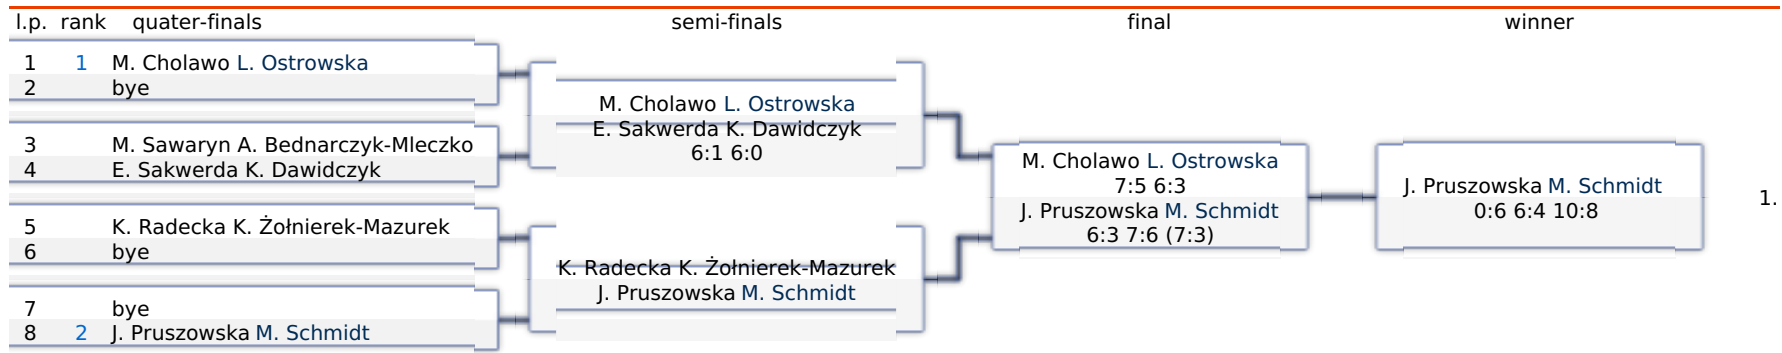 l.p. rank quater-finals semi-finals final winner
1 1 M. Cholawo L. Ostrowska
2 bye
3 M. Sawaryn A. Bednarczyk-Mleczko
4 E. Sakwerda K. Dawidczyk
5 K. Radecka K. Żołnierek-Mazurek
6 bye
7 bye
8 2 J. Pruszowska M. Schmidt
M. Cholawo L. Ostrowska
E. Sakwerda K. Dawidczyk
6:1 6:0
K. Radecka K. Żołnierek-Mazurek
J. Pruszowska M. Schmidt
M. Cholawo L. Ostrowska
7:5 6:3
J. Pruszowska M. Schmidt
6:3 7:6 (7:3)
J. Pruszowska M. Schmidt
0:6 6:4 10:8
1.